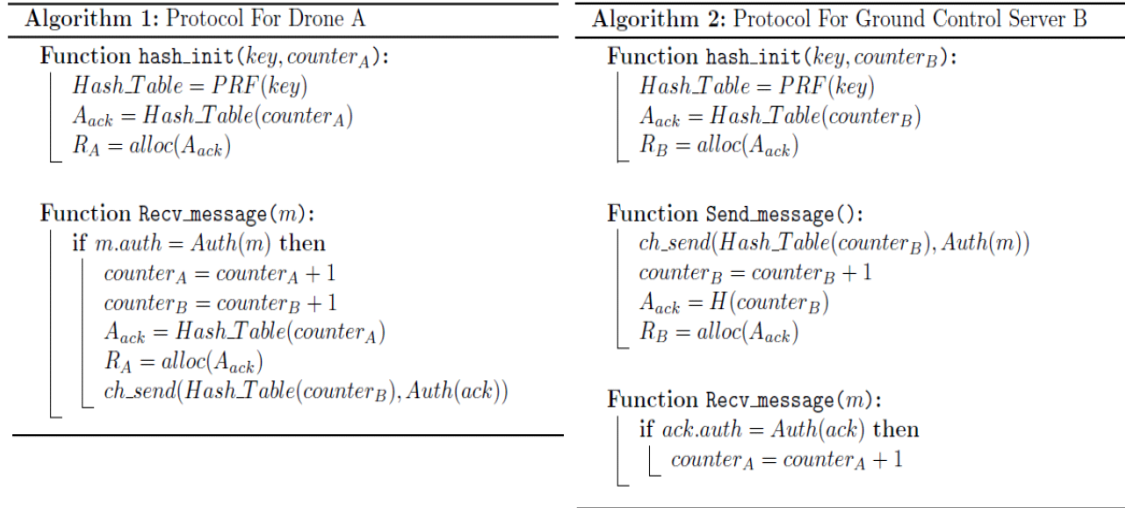 Algorithm 1: Protocol For Drone A
Function hash_init(key, counter_A):
Hash_Table = PRF(key)
A_ack = Hash_Table(counter_A)
R_A = alloc(A_ack)
Function Recv_message(m):
if m.auth = Auth(m) then
counter_A = counter_A + 1
counter_B = counter_B + 1
A_ack = Hash_Table(counter_A)
R_A = alloc(A_ack)
ch_send(Hash_Table(counter_B), Auth(ack))
Algorithm 2: Protocol For Ground Control Server B
Function hash_init(key, counter_B):
Hash_Table = PRF(key)
A_ack = Hash_Table(counter_B)
R_B = alloc(A_ack)
Function Send_message():
ch_send(Hash_Table(counter_B), Auth(m))
counter_B = counter_B + 1
A_ack = H(counter_B)
R_B = alloc(A_ack)
Function Recv_message(m):
if ack.auth = Auth(ack) then
counter_A = counter_A + 1